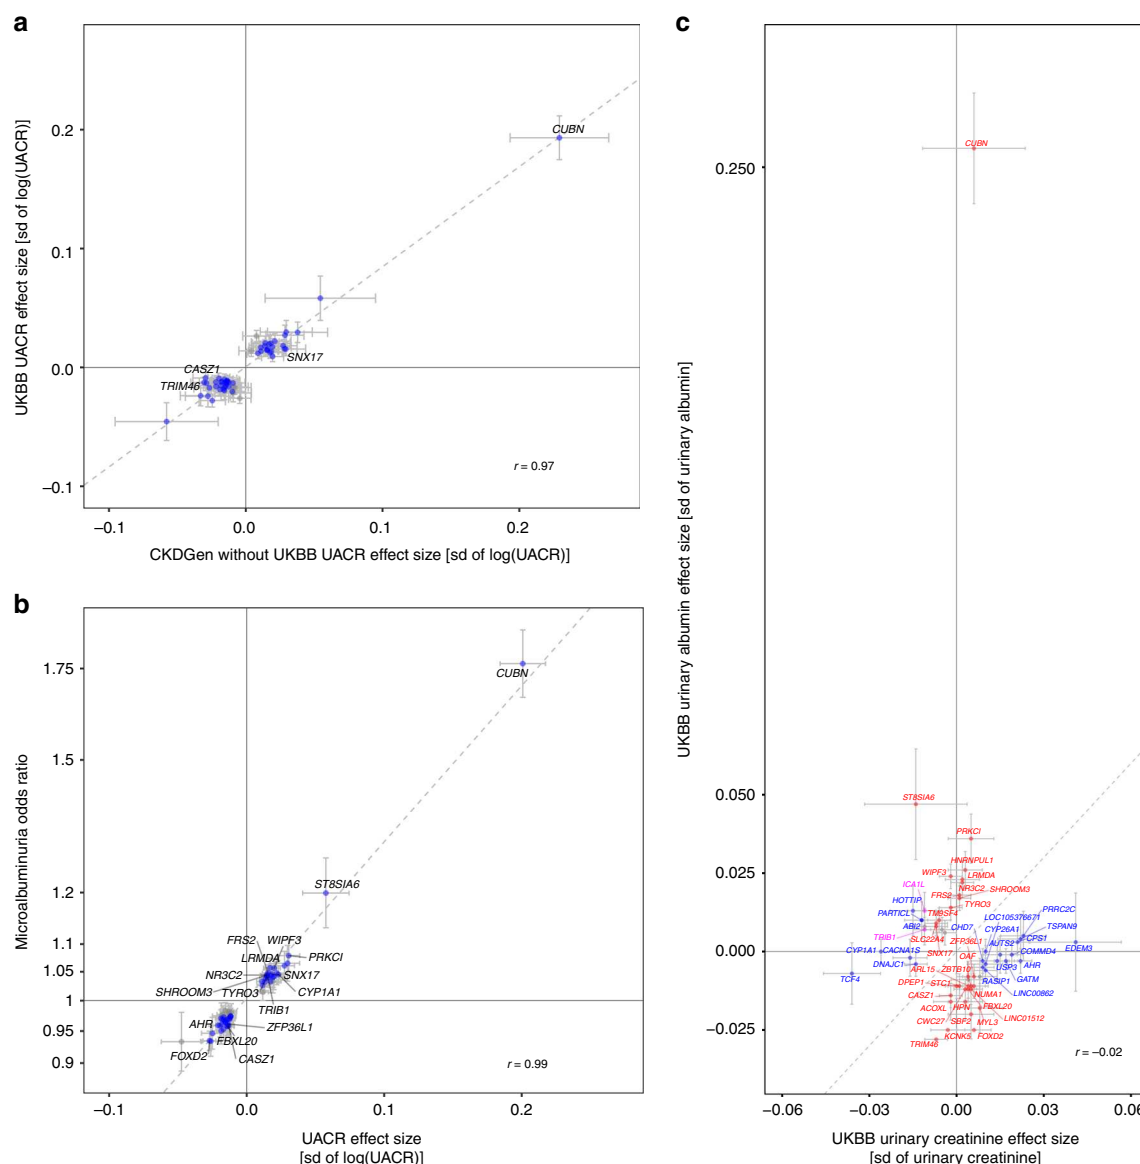 a
UKBB UACR effect size [sd of log(UACR)]
0.2
0.1
0.0
−0.1
CUBN
SNX17
CASZ1
TRIM46
r = 0.97
−0.1 0.0 0.1 0.2
CKDGen without UKBB UACR effect size [sd of log(UACR)]
b
Microalbuminuria odds ratio
1.75
1.5
1.2
1.1
1.05
1
0.95
0.9
CUBN
ST8SIA6
FRS2 WIPF3
LRMDA PRKCI
NR3C2 SNX17
SHROOM3 TYRO3 CYP1A1
TRIB1
AHR ZFP36L1
FBXL20
FOXD2 CASZ1
r = 0.99
−0.1 0.0 0.1 0.2
UACR effect size
[sd of log(UACR)]
c
UKBB urinary albumin effect size [sd of urinary albumin]
0.250
0.050
0.025
0.000
−0.025
CUBN
ST8SIA6
PRKCI
HNRNPUL1
WIPF3 LRMDA
ICA1L NR3C2 SHROOM3
FRS2
HOTTIP TYRO3
PARTICL TM9SF4 LOC105376671 PRRC2C
ABI2 CHD7 CYP26A1 TSPAN9
TRIB1 SLC22A4 ZFP36L1 AUTS2 CPS1
CYP1A1 CACNA1S SNX17 OAF COMMD4 EDEM3
DNAJC1 ARL15 ZBTB10 USP3 AHR
TCF4 DPEP1 STC1 RASIP1 GATM
CASZ1 NUMA1 LINC00862
ACOXL HPN FBXL20
CWC27 SBF2 MYL3 LINC01512
KCNK5 FOXD2
TRIM46
r = −0.02
−0.06 −0.03 0.00 0.03 0.06
UKBB urinary creatinine effect size
[sd of urinary creatinine]